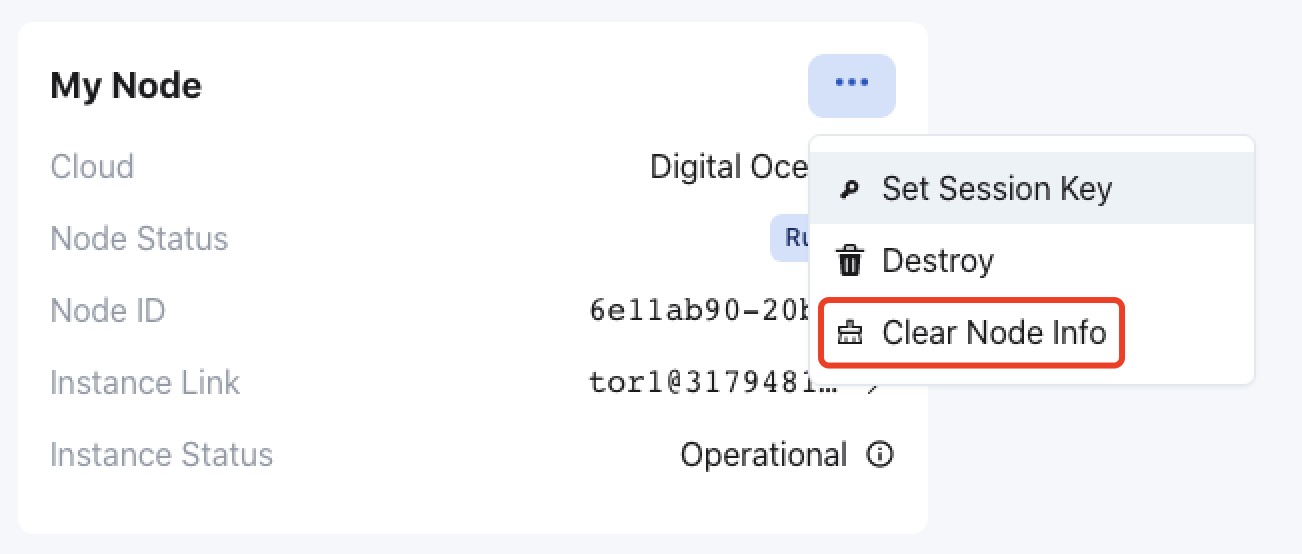 My Node
Cloud
Digital Oce
Set Session Key
Node Status
Ru
Destroy
Node ID
6e11ab90-20b
Clear Node Info
Instance Link
tor1@3179481…
Instance Status
Operational